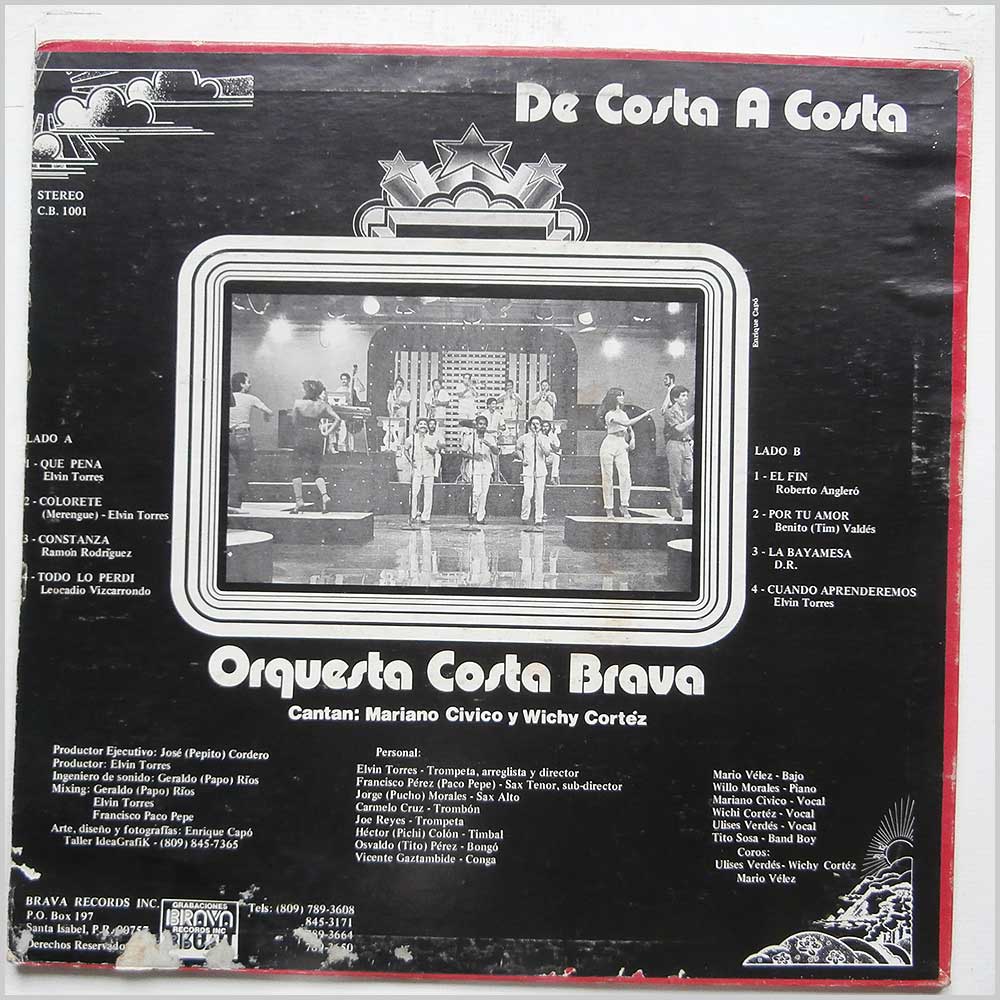 De Costa A Costa
STEREO
C.B. 1001
Enrique Capó
LADO A
1 - QUE PENA
Elvin Torres
2 - COLORETE
(Merengue) - Elvin Torres
3 - CONSTANZA
Ramón Rodríguez
4 - TODO LO PERDI
Leocadio Vizcarrondo
LADO B
1 - EL FIN
Roberto Angleró
2 - POR TU AMOR
Benito (Tim) Valdés
3 - LA BAYAMESA
D.R.
4 - CUANDO APRENDEREMOS
Elvin Torres
Orquesta Costa Brava
Cantan: Mariano Civico y Wichy Cortéz
Productor Ejecutivo: José (Pepito) Cordero
Productor: Elvin Torres
Ingeniero de sonido: Geraldo (Papo) Ríos
Mixing: Geraldo (Papo) Ríos
Elvin Torres
Francisco Paco Pepe
Arte, diseño y fotografías: Enrique Capó
Taller IdeaGrafiK - (809) 845-7365
Personal:
Elvin Torres - Trompeta, arreglista y director
Francisco Pérez (Paco Pepe) - Sax Tenor, sub-director
Jorge (Pucho) Morales - Sax Alto
Carmelo Cruz - Trombón
Joe Reyes - Trompeta
Héctor (Pichi) Colón - Timbal
Osvaldo (Tito) Pérez - Bongó
Vicente Gaztambide - Conga
Mario Vélez - Bajo
Willo Morales - Piano
Mariano Civico - Vocal
Wichi Cortéz - Vocal
Ulises Verdés - Vocal
Tito Sosa - Band Boy
Coros:
Ulises Verdés - Wichy Cortéz
Mario Vélez
BRAVA RECORDS INC.
P.O. Box 197
Santa Isabel, P.R. 00757
Derechos Reservados
GRABACIONES
BRAVA
RECORDS INC
Tels: (809) 789-3608
845-3171
789-3664
789-3650